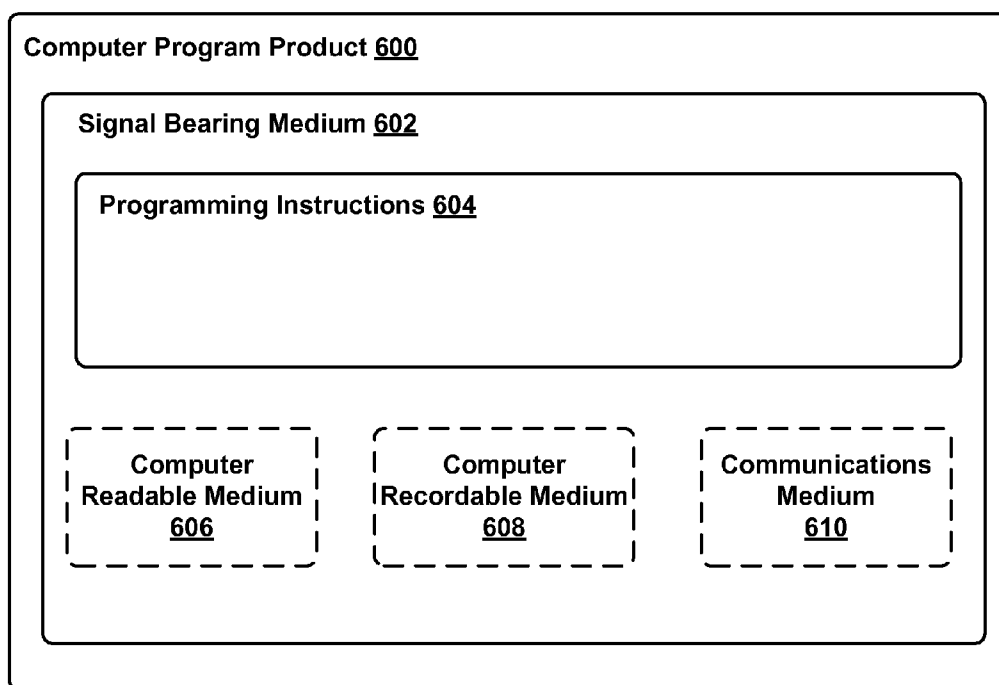 Computer Program Product 600
Signal Bearing Medium 602
Programming Instructions 604
Computer
Readable Medium
606
Computer
Recordable Medium
608
Communications
Medium
610